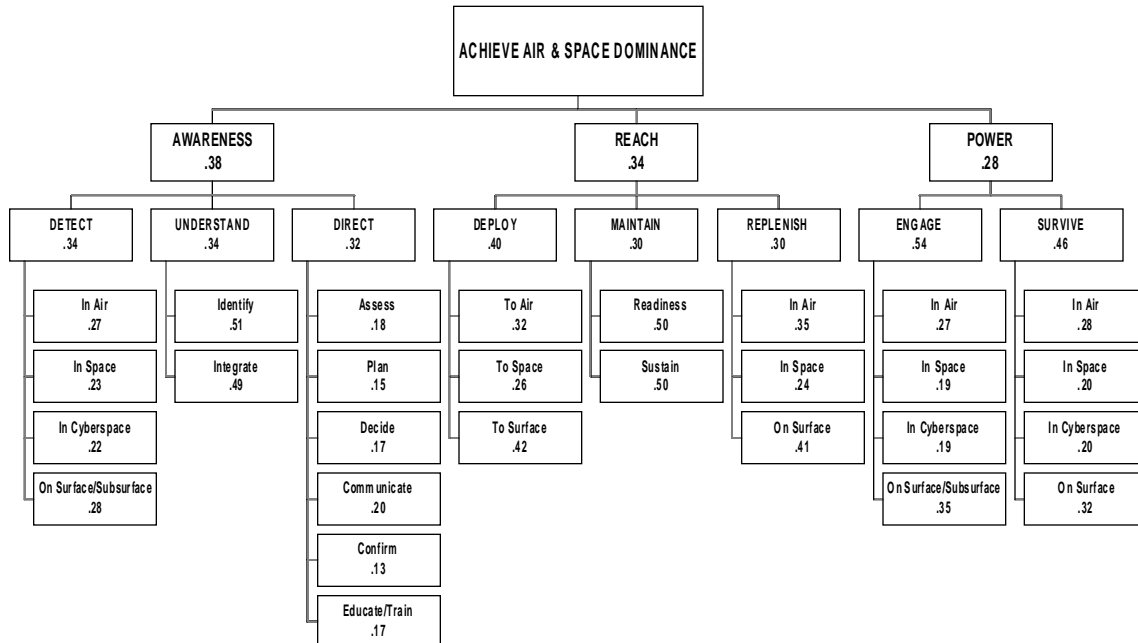 ACHIEVE AIR & SPACE DOMINANCE
AWARENESS
.38
REACH
.34
POWER
.28
DETECT
.34
UNDERSTAND
.34
DIRECT
.32
DEPLOY
.40
MAINTAIN
.30
REPLENISH
.30
ENGAGE
.54
SURVIVE
.46
In Air
.27
In Space
.23
In Cyberspace
.22
On Surface/Subsurface
.28
Identify
.51
Integrate
.49
Assess
.18
Plan
.15
Decide
.17
Communicate
.20
Confirm
.13
Educate/Train
.17
To Air
.32
To Space
.26
To Surface
.42
Readiness
.50
Sustain
.50
In Air
.35
In Space
.24
On Surface
.41
In Air
.27
In Space
.19
In Cyberspace
.19
On Surface/Subsurface
.35
In Air
.28
In Space
.20
In Cyberspace
.20
On Surface
.32